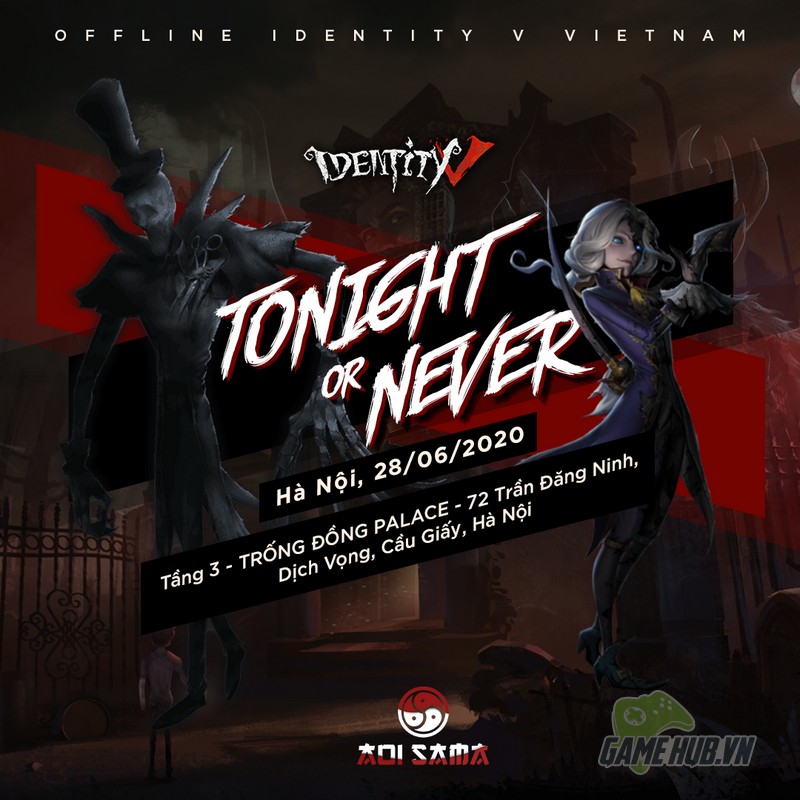 OFFLINE IDENTITY V VIETNAM
IDENTITY V
TONIGHT
OR NEVER
Hà Nội, 28/06/2020
Tầng 3 - TRỐNG ĐỒNG PALACE - 72 Trần Đăng Ninh,
Dịch Vọng, Cầu Giấy, Hà Nội
AOI SAMA
GAMEHUB.VN